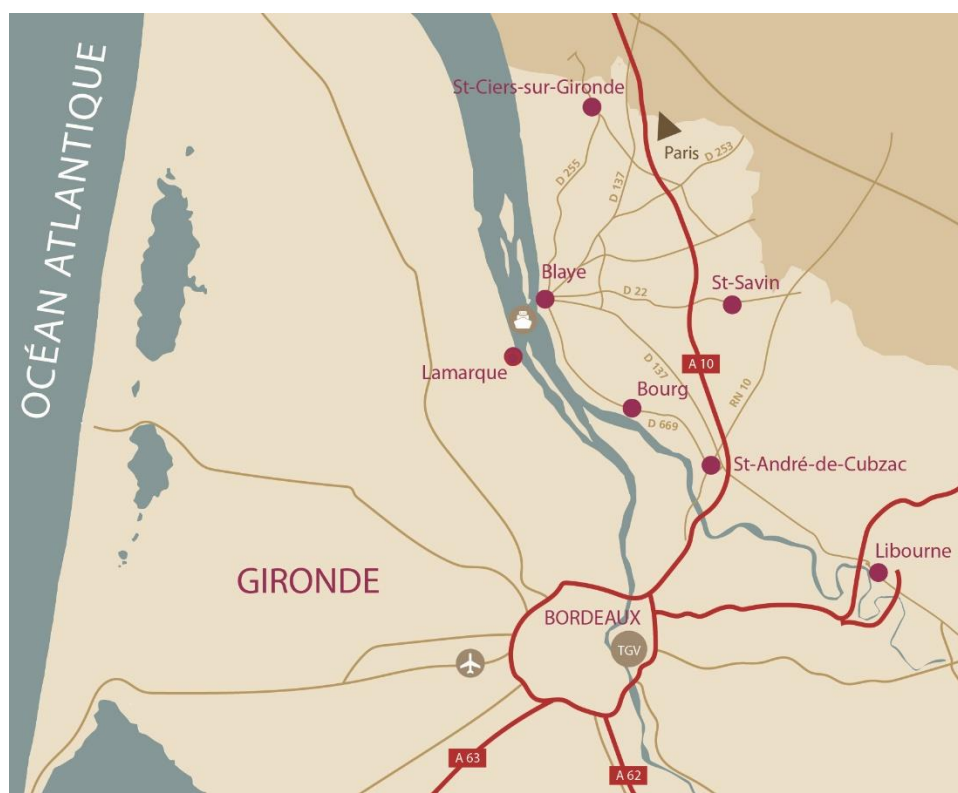 OCÉAN ATLANTIQUE
St-Ciers-sur-Gironde
Paris
D 253
D 255
D 137
Blaye
St-Savin
D 22
Lamarque
A 10
D 137
RN 10
Bourg
D 669
St-André-de-Cubzac
Libourne
GIRONDE
BORDEAUX
TGV
A 63
A 62